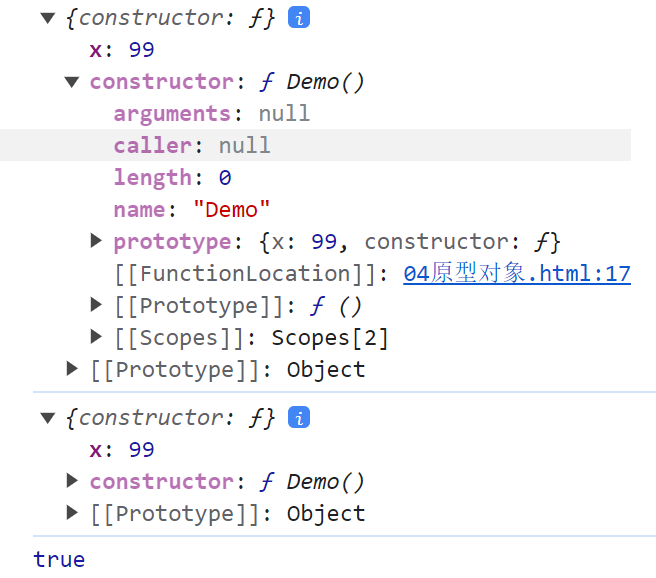 ▼ {constructor: ƒ} i
x: 99
▼ constructor: ƒ Demo()
arguments: null
caller: null
length: 0
name: "Demo"
▶ prototype: {x: 99, constructor: ƒ}
[[FunctionLocation]]: 04原型对象.html:17
▶ [[Prototype]]: ƒ ()
▶ [[Scopes]]: Scopes[2]
▶ [[Prototype]]: Object
▼ {constructor: ƒ} i
x: 99
▶ constructor: ƒ Demo()
▶ [[Prototype]]: Object
true